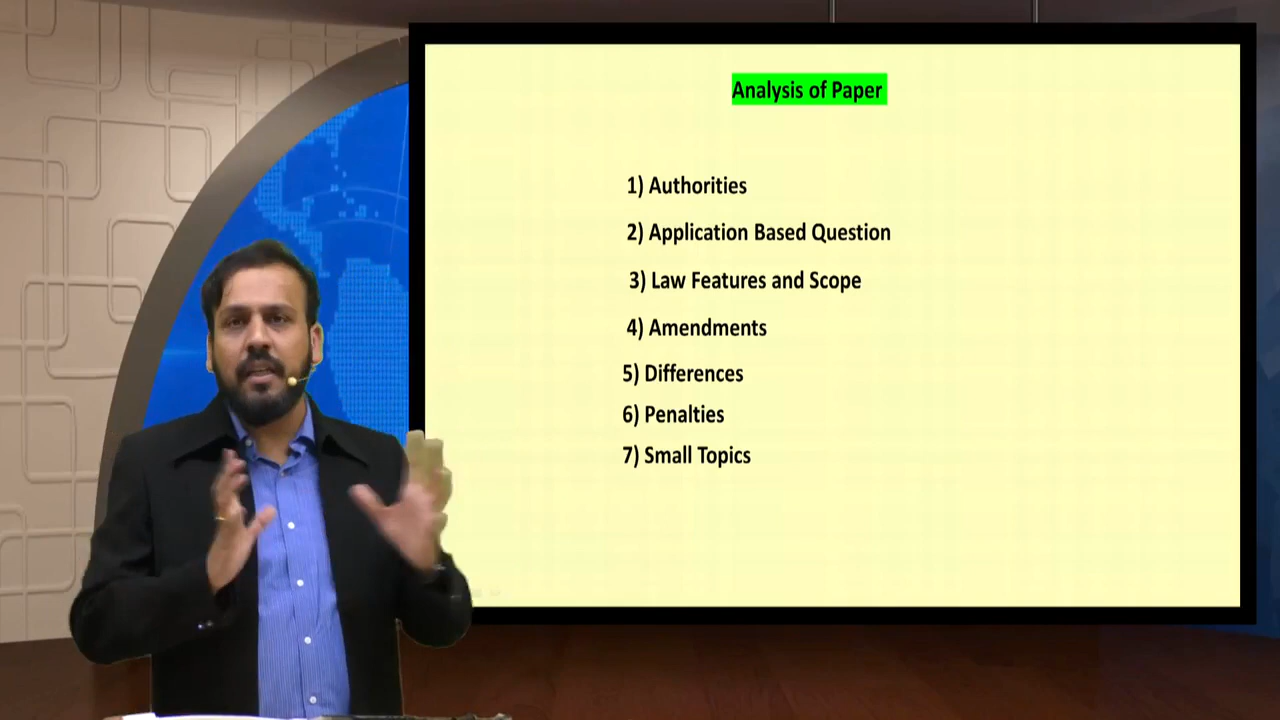 Analysis of Paper
1) Authorities
2) Application Based Question
3) Law Features and Scope
4) Amendments
5) Differences
6) Penalties
7) Small Topics